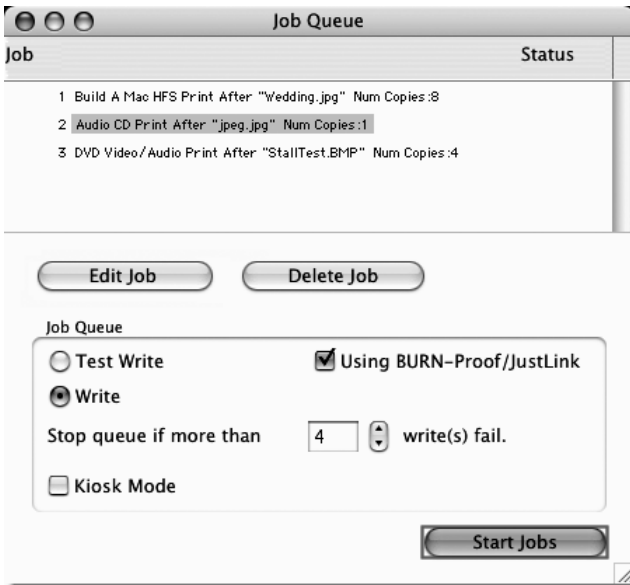 Job Queue
Job Status
1 Build A Mac HFS Print After "Wedding.jpg" Num Copies:8
2 Audio CD Print After "jpeg.jpg" Num Copies:1
3 DVD Video/Audio Print After "StallTest.BMP" Num Copies:4
Edit Job Delete Job
Job Queue
Test Write Using BURN-Proof/JustLink
Write
Stop queue if more than 4 write(s) fail.
Kiosk Mode
Start Jobs